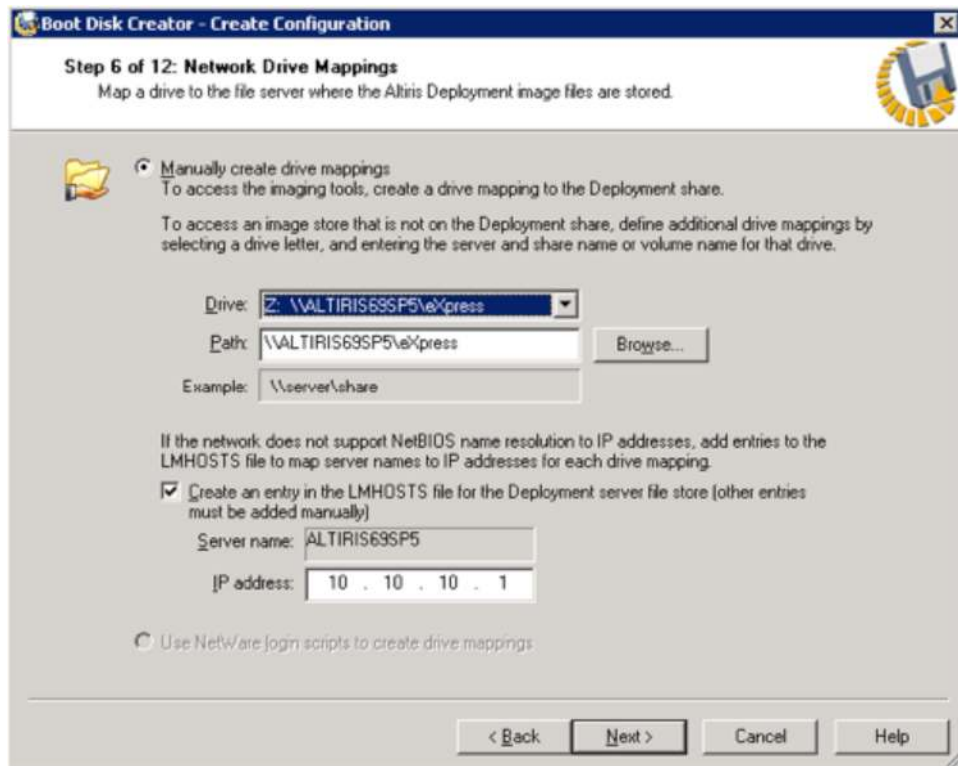 Boot Disk Creator - Create Configuration
Step 6 of 12: Network Drive Mappings
Map a drive to the file server where the Altiris Deployment image files are stored.
Manually create drive mappings
To access the imaging tools, create a drive mapping to the Deployment share.
To access an image store that is not on the Deployment share, define additional drive mappings by
selecting a drive letter, and entering the server and share name or volume name for that drive.
Drive: Z: \\ALTIRIS69SP5\eXpress
Path: \\ALTIRIS69SP5\eXpress Browse...
Example: \\server\share
If the network does not support NetBIOS name resolution to IP addresses, add entries to the
LMHOSTS file to map server names to IP addresses for each drive mapping.
Create an entry in the LMHOSTS file for the Deployment server file store (other entries
must be added manually)
Server name: ALTIRIS69SP5
IP address: 10 . 10 . 10 . 1
Use NetWare login scripts to create drive mappings
< Back Next > Cancel Help